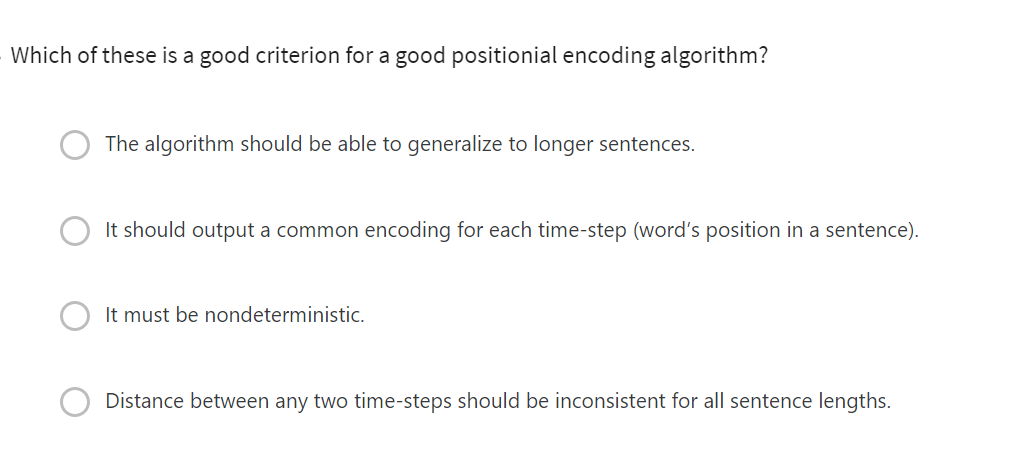 Which of these is a good criterion for a good positionial encoding algorithm?
The algorithm should be able to generalize to longer sentences.
It should output a common encoding for each time-step (word's position in a sentence).
It must be nondeterministic.
Distance between any two time-steps should be inconsistent for all sentence lengths.